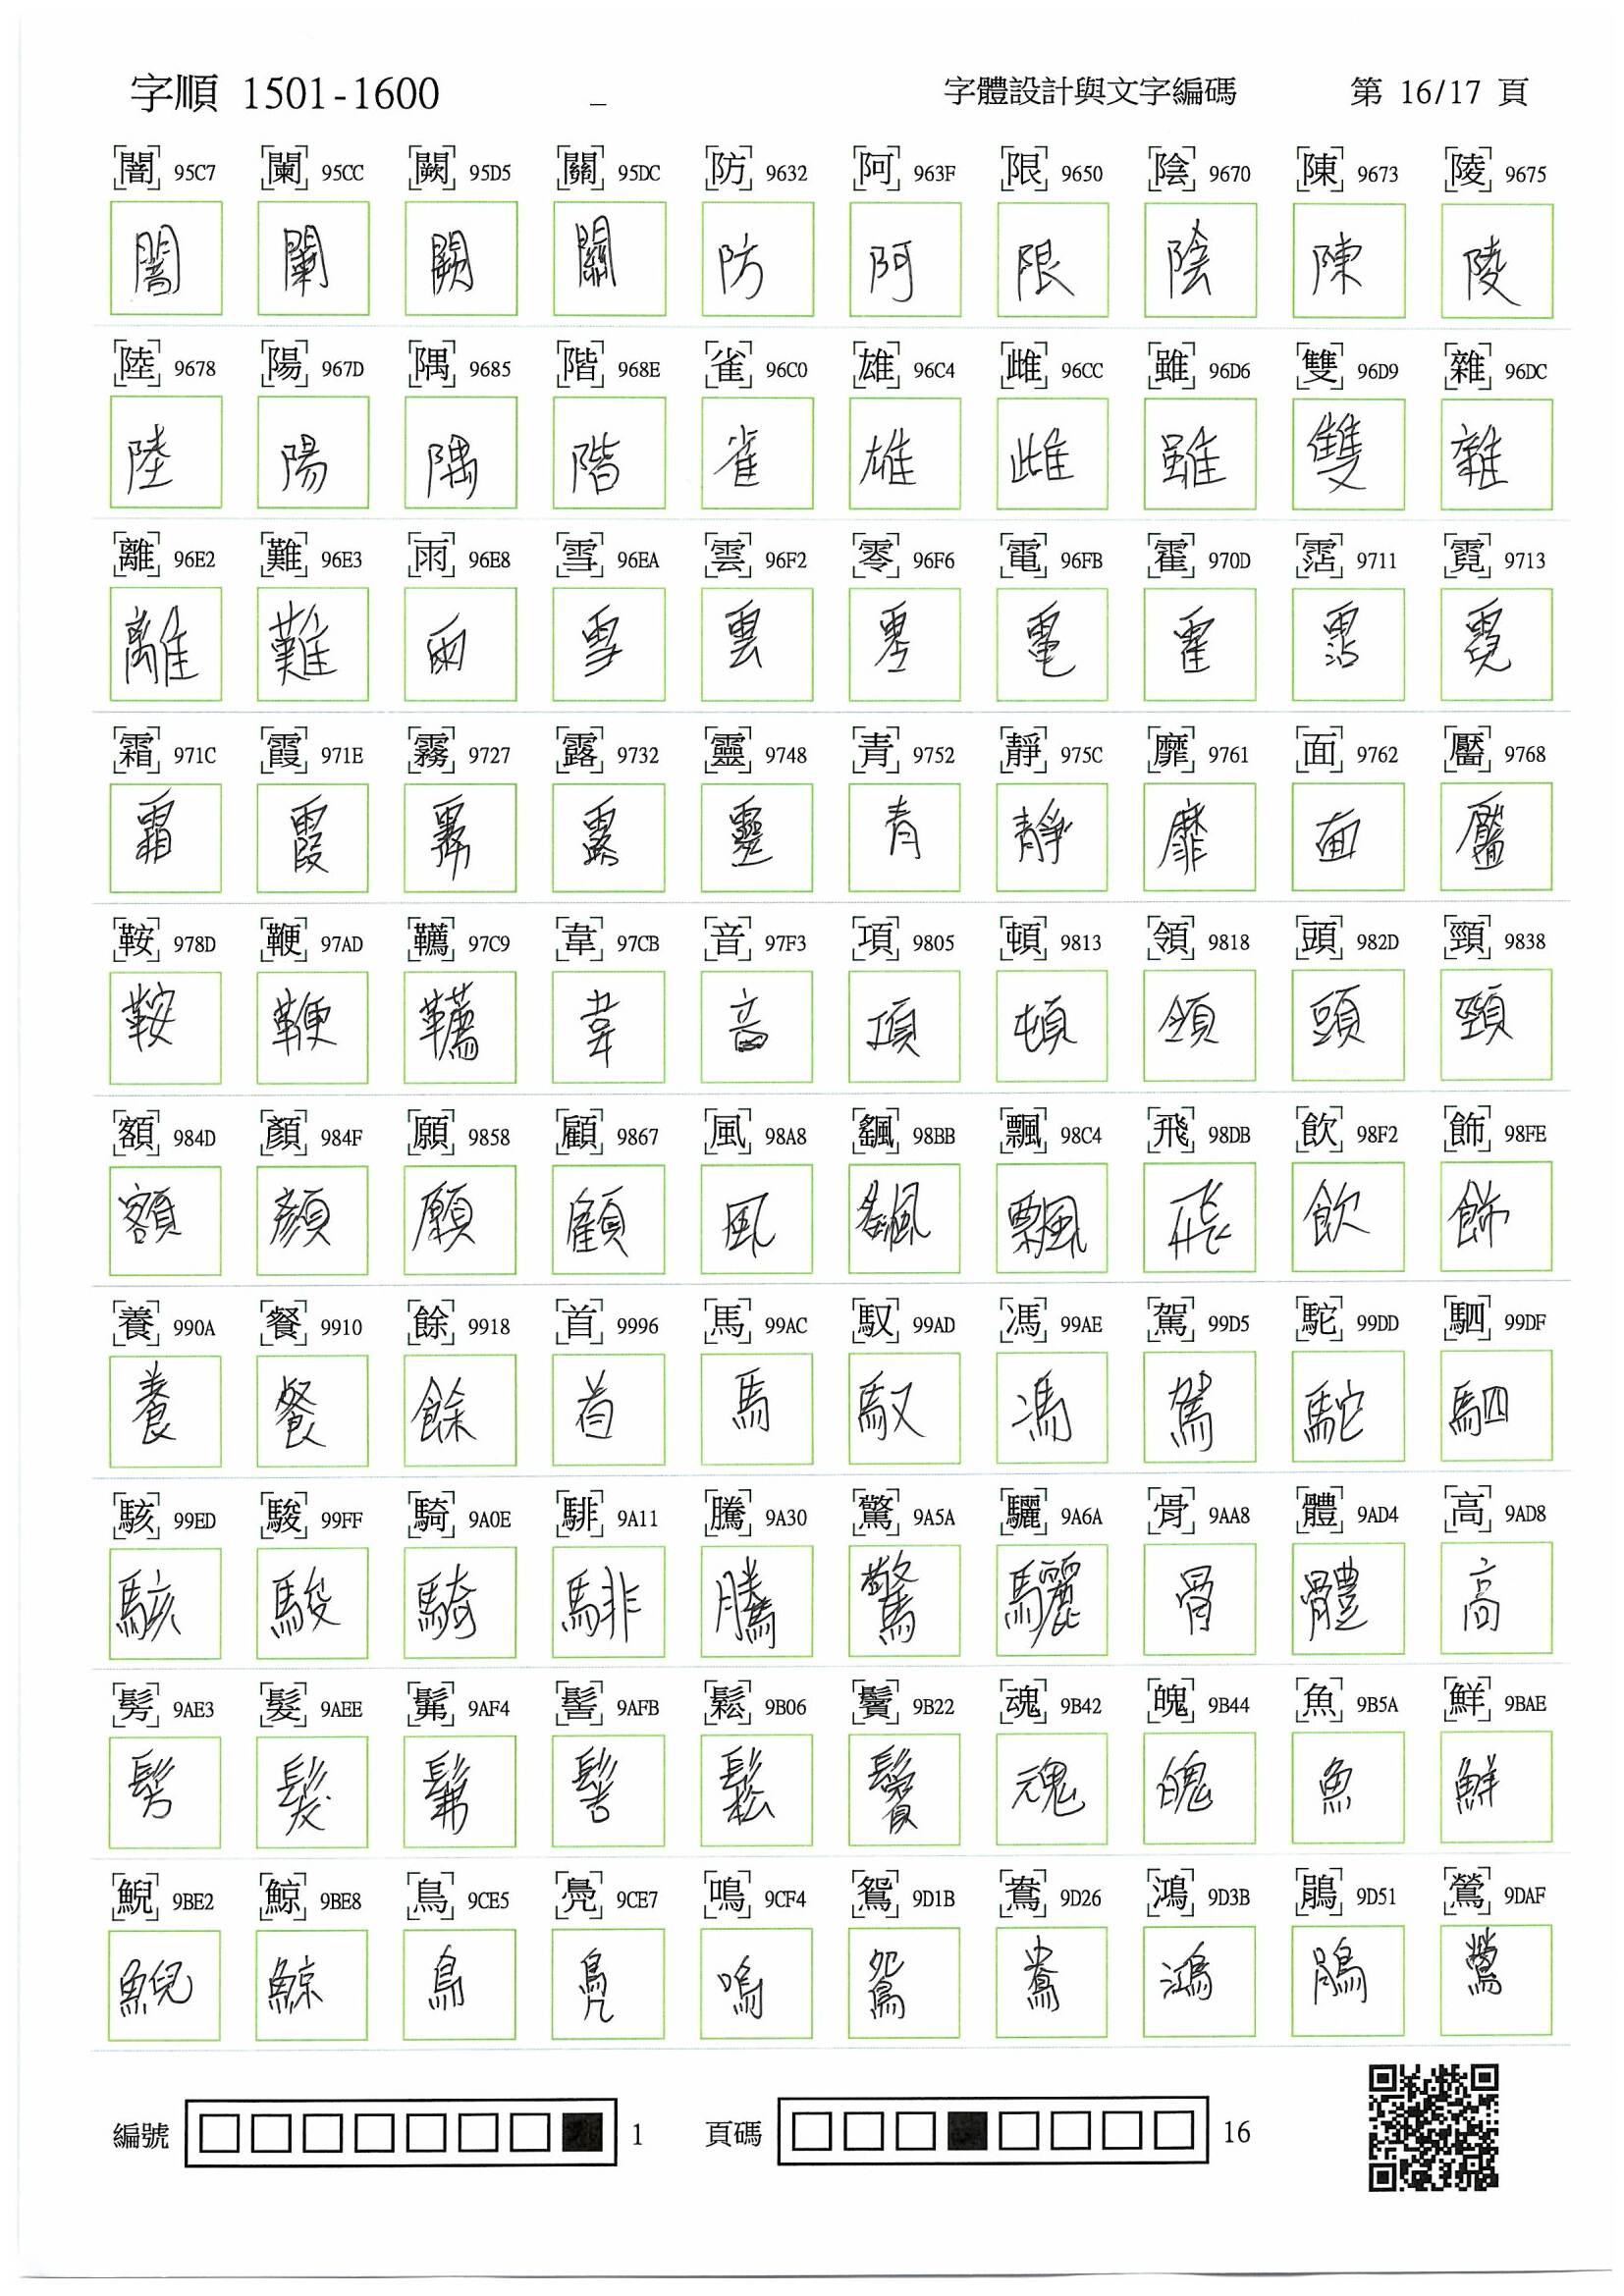 字順 1501-1600 _ 字體設計與文字編碼 第 16/17 頁
闇 95C7 闌 95CC 闕 95D5 關 95DC 防 9632 阿 963F 限 9650 陰 9670 陳 9673 陵 9675
闇 闌 闕 關 防 阿 限 陰 陳 陵
陸 9678 陽 967D 隅 9685 階 968E 雀 96C0 雄 96C4 雌 96CC 雖 96D6 雙 96D9 雜 96DC
陸 陽 隅 階 雀 雄 雌 雖 雙 雜
離 96E2 難 96E3 雨 96E8 雪 96EA 雲 96F2 零 96F6 電 96FB 霍 970D 霑 9711 霓 9713
離 難 雨 雪 雲 零 電 霍 霑 霓
霜 971C 霞 971E 霧 9727 露 9732 靈 9748 青 9752 靜 975C 靡 9761 面 9762 靨 9768
霜 霞 霧 露 靈 青 靜 靡 面 靨
鞍 978D 鞭 97AD 韉 97C9 韋 97CB 音 97F3 項 9805 頓 9813 領 9818 頭 982D 頸 9838
鞍 鞭 韉 韋 音 項 頓 領 頭 頸
額 984D 顏 984F 願 9858 顧 9867 風 98A8 颻 98BB 飄 98C4 飛 98DB 飲 98F2 飾 98FE
額 顏 願 顧 風 颻 飄 飛 飲 飾
養 990A 餐 9910 餘 9918 首 9996 馬 99AC 馭 99AD 馮 99AE 駕 99D5 駝 99DD 駟 99DF
養 餐 餘 首 馬 馭 馮 駕 駝 駟
駭 99ED 駿 99FF 騎 9A0E 騑 9A11 騰 9A30 驚 9A5A 驪 9A6A 骨 9AA8 體 9AD4 高 9AD8
駭 駿 騎 騑 騰 驚 驪 骨 體 高
髣 9AE3 髮 9AEE 髴 9AF4 髻 9AFB 鬆 9B06 鬢 9B22 魂 9B42 魄 9B44 魚 9B5A 鮮 9BAE
髣 髮 髴 髻 鬆 鬢 魂 魄 魚 鮮
鯢 9BE2 鯨 9BE8 鳥 9CE5 鳧 9CE7 鳴 9CF4 鴛 9D1B 鴦 9D26 鴻 9D3B 鵑 9D51 鶯 9DAF
鯢 鯨 鳥 鳧 鳴 鴛 鴦 鴻 鵑 鶯
編號 1 頁碼 16